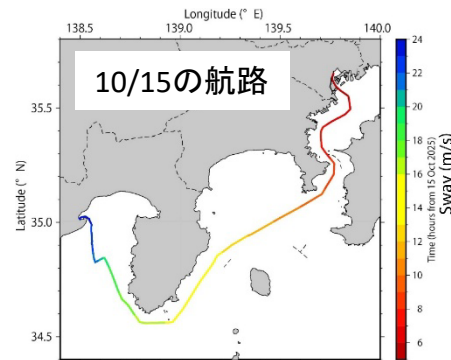 Longitude (° E)
138.5 139.0 139.5 140.0
10/15の航路
Latitude (° N)
35.5
35.0
34.5
24
22
20
18
16
14
12
10
8
6
Time (hours from 15 Oct 2025)
Sway (m/s)